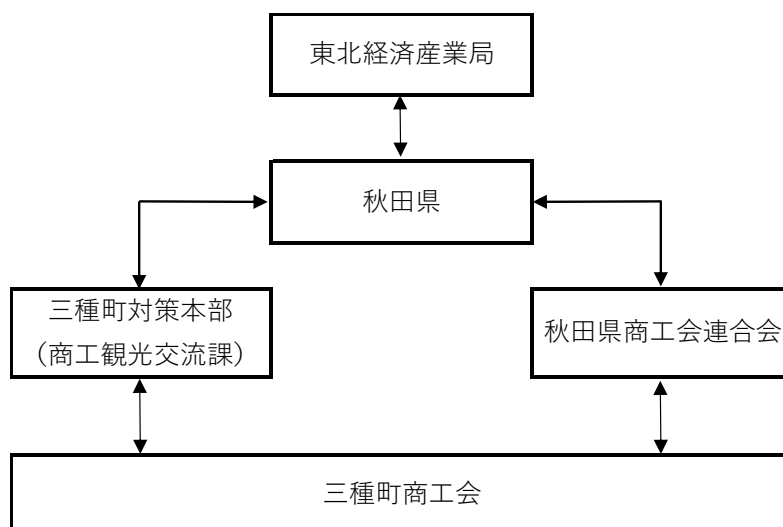 東北経済産業局
秋田県
三種町対策本部
(商工観光交流課)
秋田県商工会連合会
三種町商工会